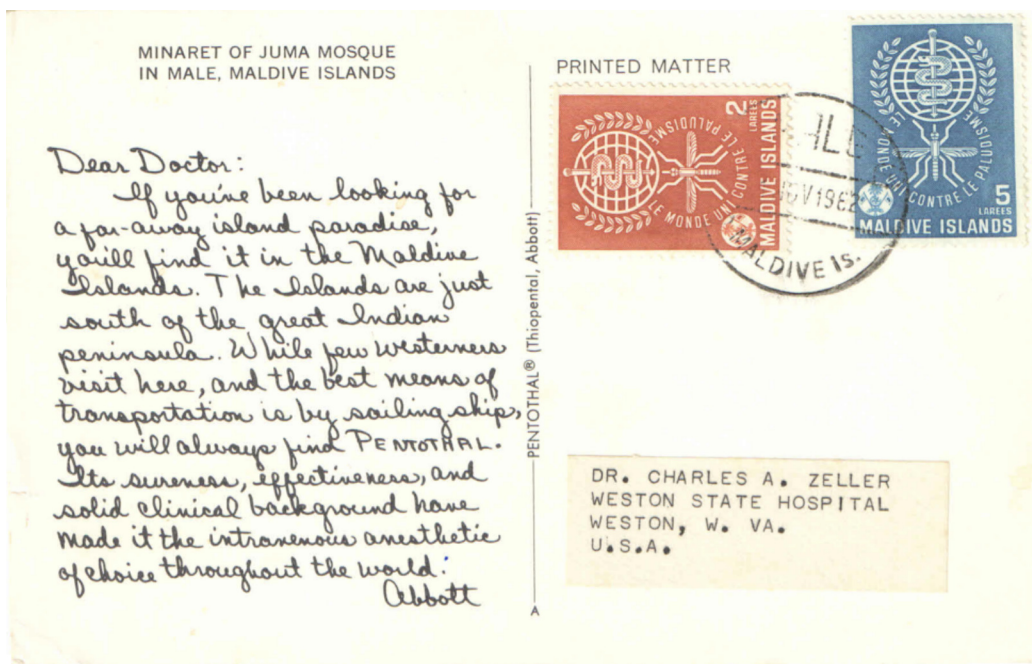 MINARET OF JUMA MOSQUE
IN MALE, MALDIVE ISLANDS
Dear Doctor:
If you've been looking for
a far-away island paradise,
you'll find it in the Maldive
Islands. The Islands are just
south of the great Indian
peninsula. While few westerners
visit here, and the best means of
transportation is by sailing ship,
you will always find PENTOTHAL.
Its sureness, effectiveness, and
solid clinical background have
made it the intravenous anesthetic
of choice throughout the world.
Abbott
PENTOTHAL® (Thiopental, Abbott)
A
PRINTED MATTER
2
LAREES
MALDIVE ISLANDS
LE MONDE UNI CONTRE LE PALUDISME
5
LAREES
MALDIVE ISLANDS
LE MONDE UNI CONTRE LE PALUDISME
NOV 1962
MALDIVE Is.
DR. CHARLES A. ZELLER
WESTON STATE HOSPITAL
WESTON, W. VA.
U.S.A.